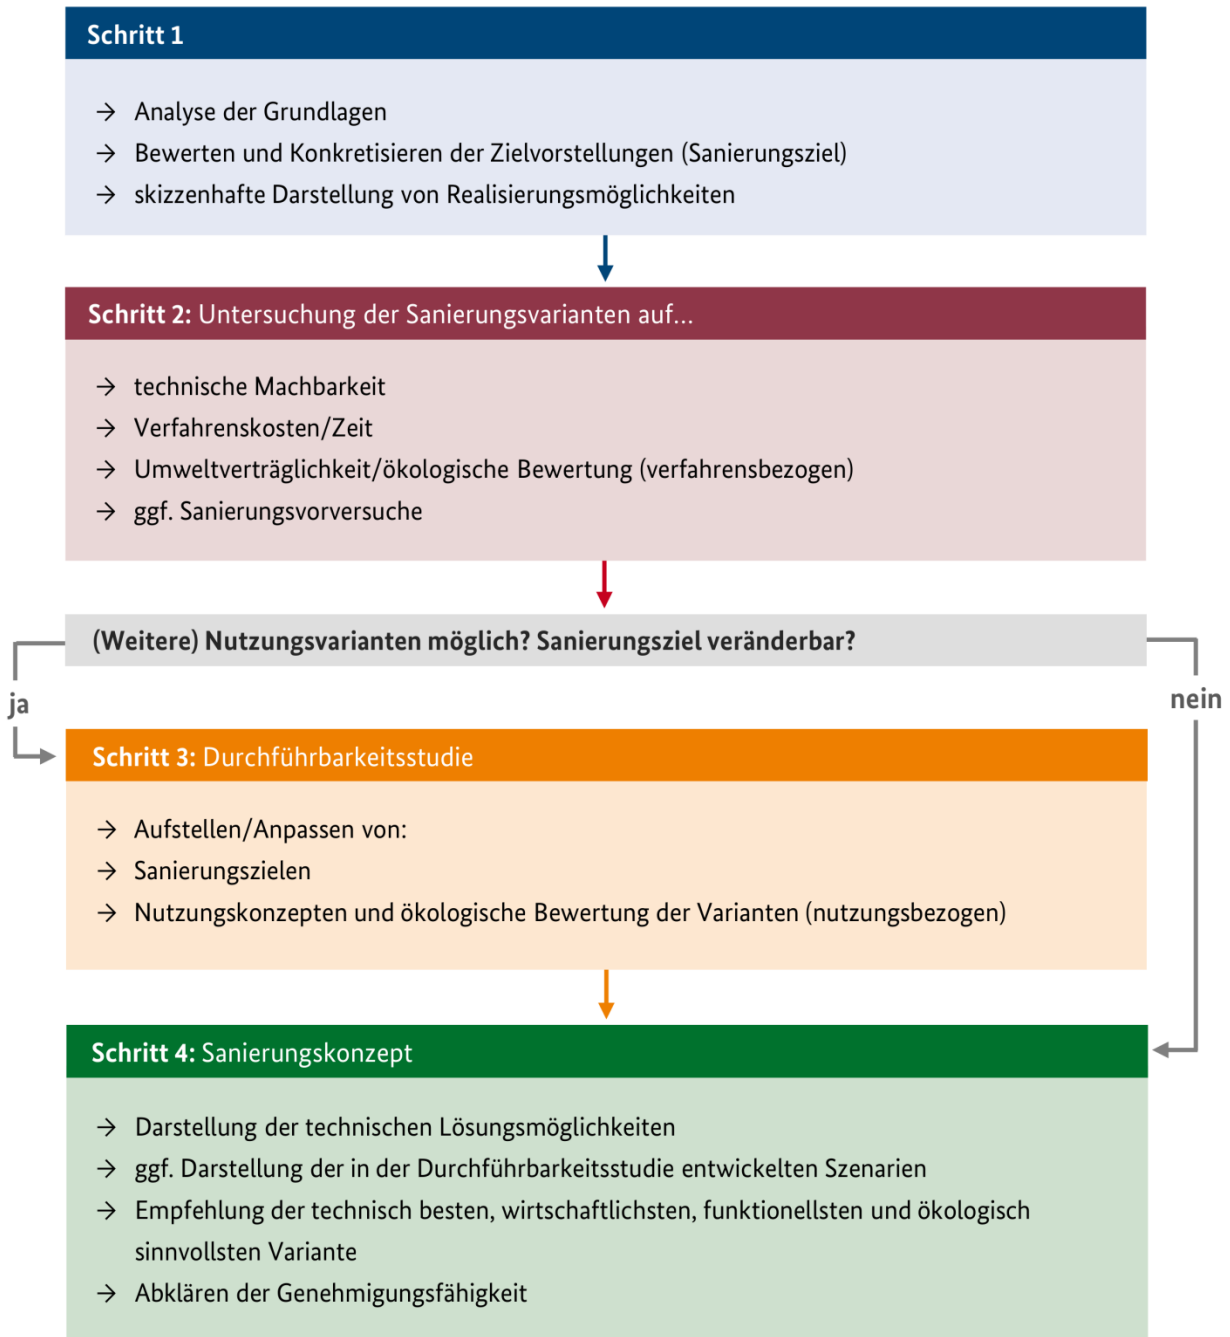 Schritt 1
→ Analyse der Grundlagen
→ Bewerten und Konkretisieren der Zielvorstellungen (Sanierungsziel)
→ skizzenhafte Darstellung von Realisierungsmöglichkeiten
Schritt 2: Untersuchung der Sanierungsvarianten auf...
→ technische Machbarkeit
→ Verfahrenskosten/Zeit
→ Umweltverträglichkeit/ökologische Bewertung (verfahrensbezogen)
→ ggf. Sanierungsvorversuche
(Weitere) Nutzungsvarianten möglich? Sanierungsziel veränderbar?
ja
nein
Schritt 3: Durchführbarkeitsstudie
→ Aufstellen/Anpassen von:
→ Sanierungszielen
→ Nutzungskonzepten und ökologische Bewertung der Varianten (nutzungsbezogen)
Schritt 4: Sanierungskonzept
→ Darstellung der technischen Lösungsmöglichkeiten
→ ggf. Darstellung der in der Durchführbarkeitsstudie entwickelten Szenarien
→ Empfehlung der technisch besten, wirtschaftlichsten, funktionellsten und ökologisch
sinnvollsten Variante
→ Abklären der Genehmigungsfähigkeit